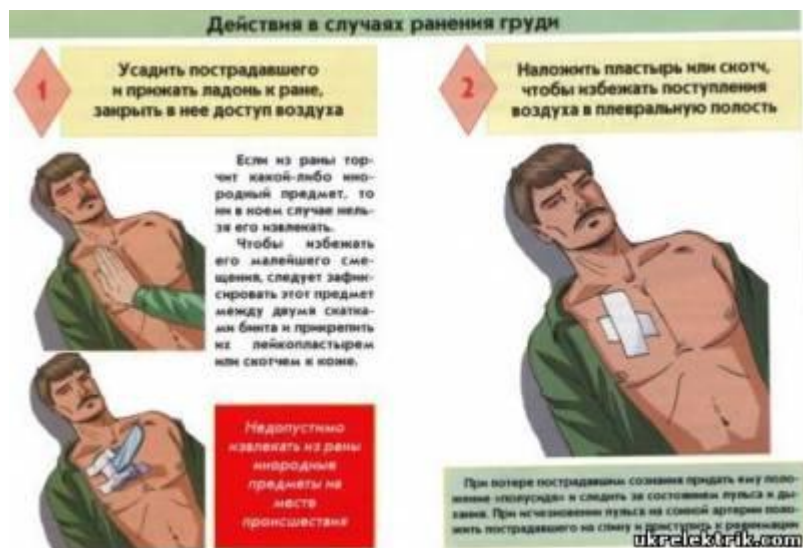 Действия в случаях ранения груди
1
Усадить пострадавшего
и прижать ладонь к ране,
закрыть в нее доступ воздуха
Если из раны тор-
чит какой-либо ино-
родный предмет, то
ни в коем случае нель-
зя его извлекать.
Чтобы избежать
его малейшего сме-
щения, следует зафик-
сировать этот предмет
между двумя скатка-
ми бинта и прикрепить
их лейкопластырем
или скотчем к коже.
Недопустимо
извлекать из раны
инородные
предметы на
месте
происшествия
2
Наложить пластырь или скотч,
чтобы избежать поступления
воздуха в плевральную полость
При потере пострадавшим сознания придать ему поло-
жение «полусидя» и следить за состоянием пульса и ды-
хания. При исчезновении пульса на сонной артерии поло-
жить пострадавшего на спину и приступить к реанимации
ukrelektrik.com